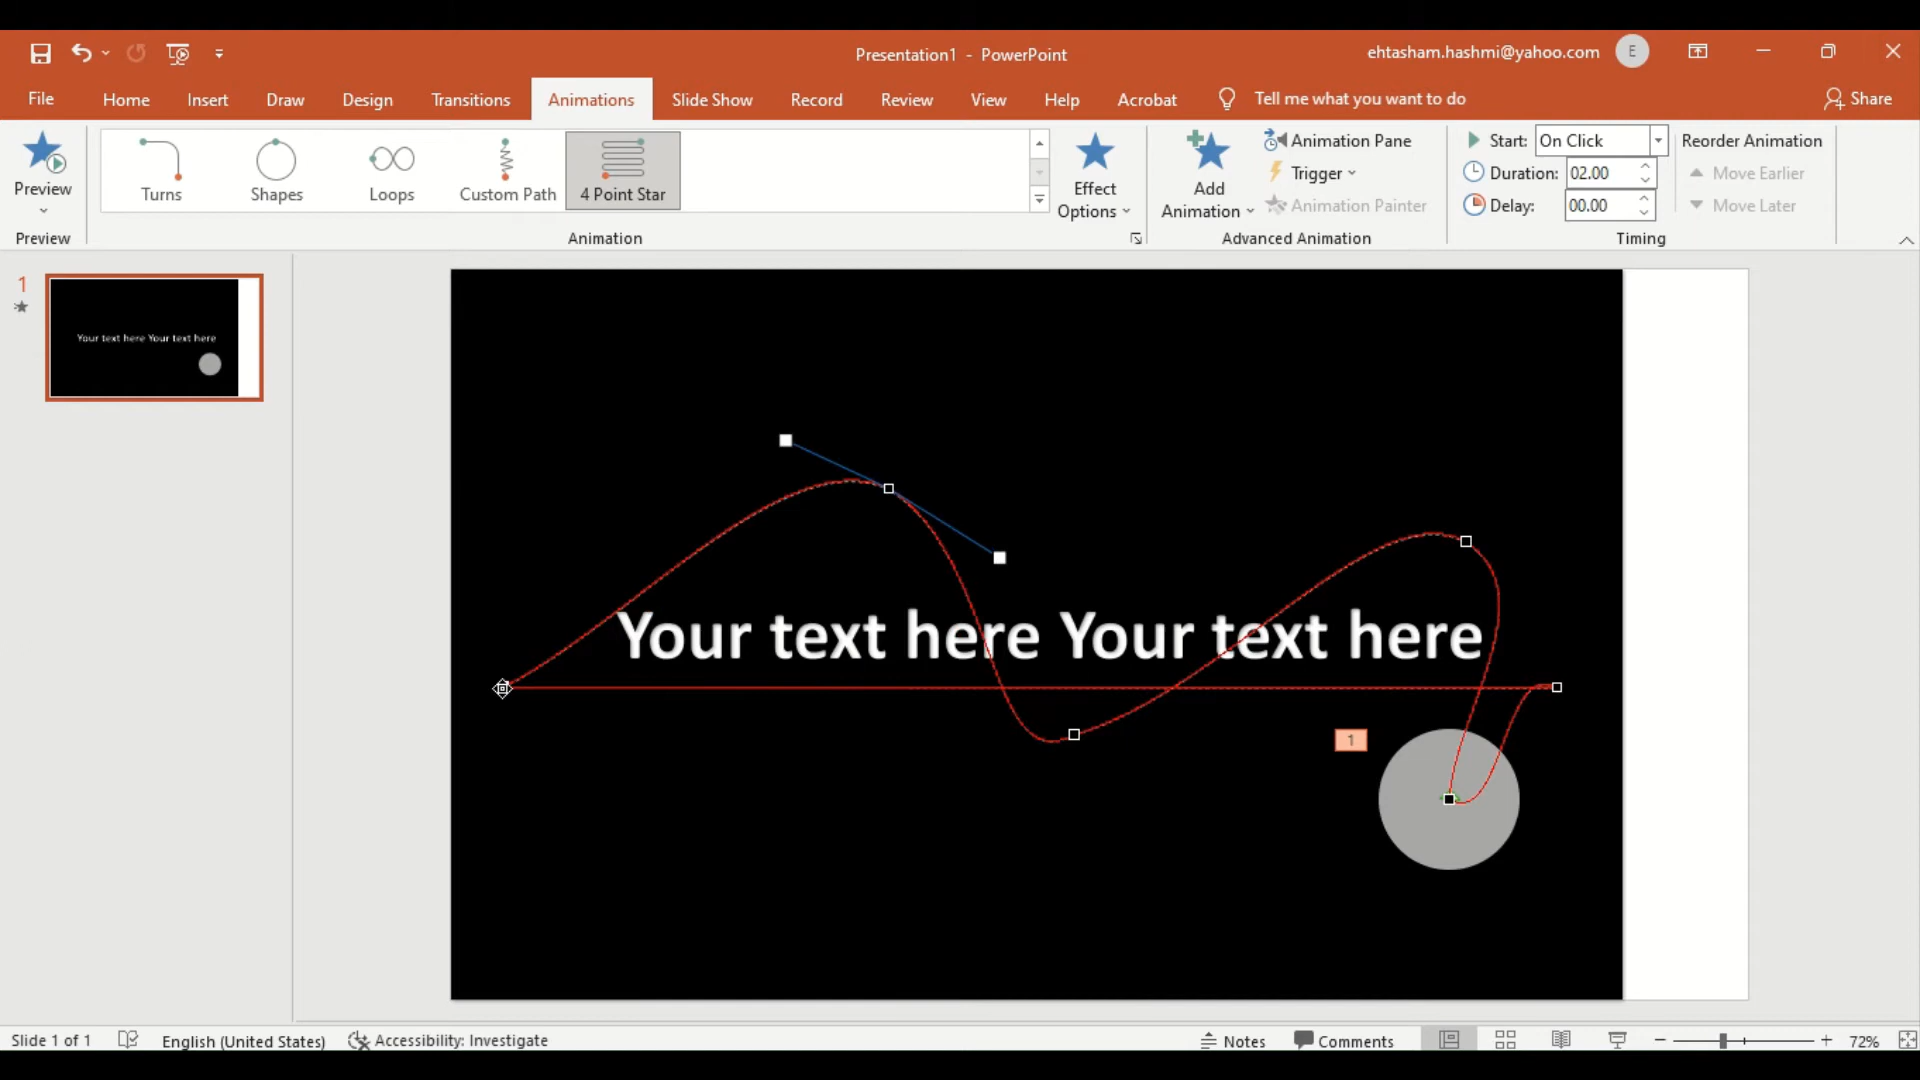 Presentation1 - PowerPoint
ehtasham.hashmi@yahoo.com
E
File
Home
Insert
Draw
Design
Transitions
Animations
Slide Show
Record
Review
View
Help
Acrobat
Tell me what you want to do
Share
Preview
Turns
Shapes
Loops
Custom Path
4 Point Star
Effect
Options
Add
Animation
Animation Pane
Trigger
Animation Painter
Start: On Click
Duration: 02.00
Delay: 00.00
Reorder Animation
Move Earlier
Move Later
Preview
Animation
Advanced Animation
Timing
1
Your text here Your text here
Your text here Your text here
1
Slide 1 of 1
English (United States)
Accessibility: Investigate
Notes
Comments
72%